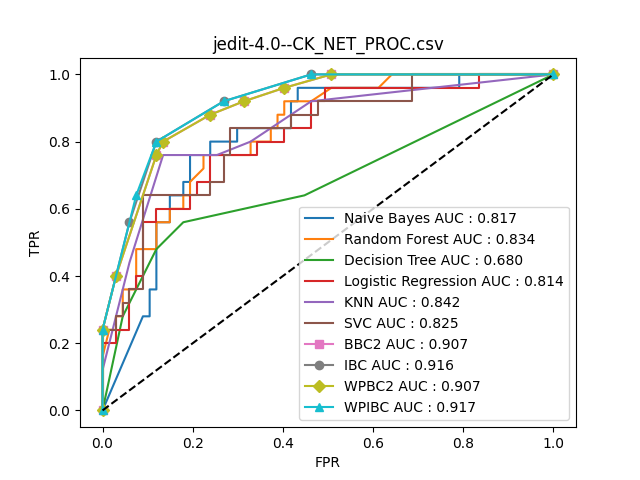 jedit-4.0--CK_NET_PROC.csv
1.0
0.8
0.6
0.4
0.2
0.0
TPR
Naive Bayes AUC : 0.817
Random Forest AUC : 0.834
Decision Tree AUC : 0.680
Logistic Regression AUC : 0.814
KNN AUC : 0.842
SVC AUC : 0.825
BBC2 AUC : 0.907
IBC AUC : 0.916
WPBC2 AUC : 0.907
WPIBC AUC : 0.917
0.0 0.2 0.4 0.6 0.8 1.0
FPR